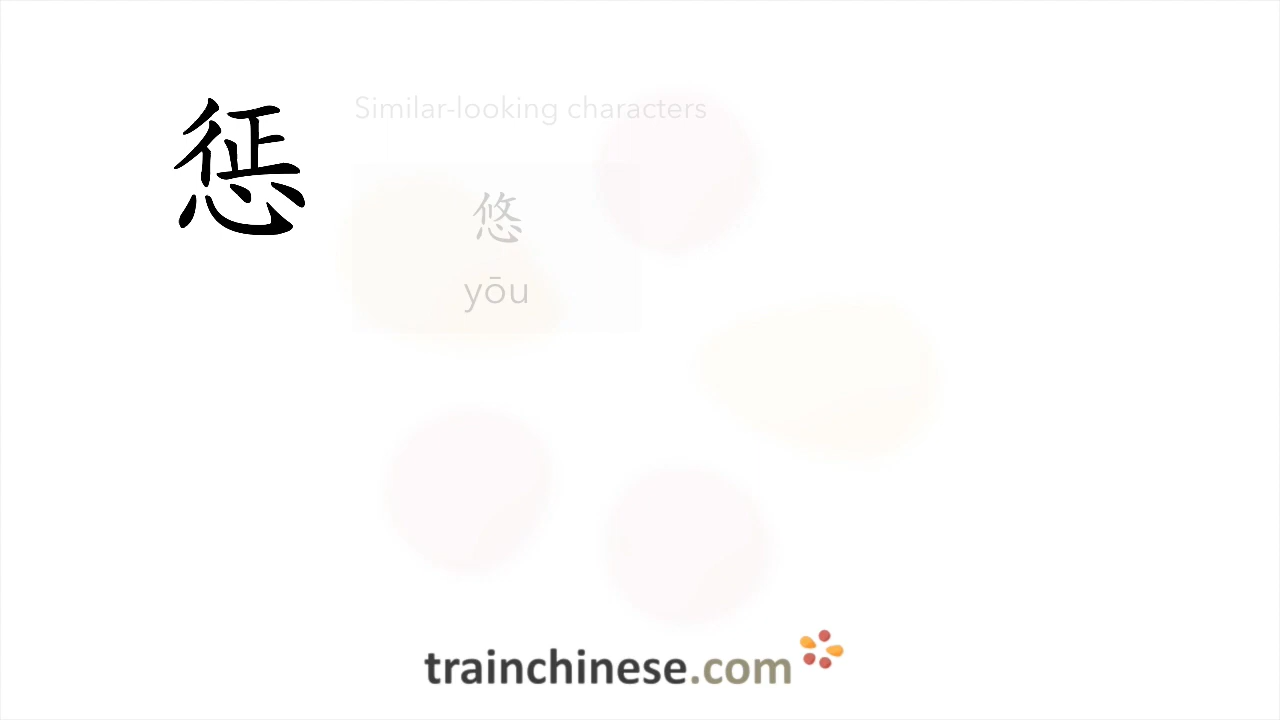 惩
Similar-looking characters
悠
yōu
trainchinese.com